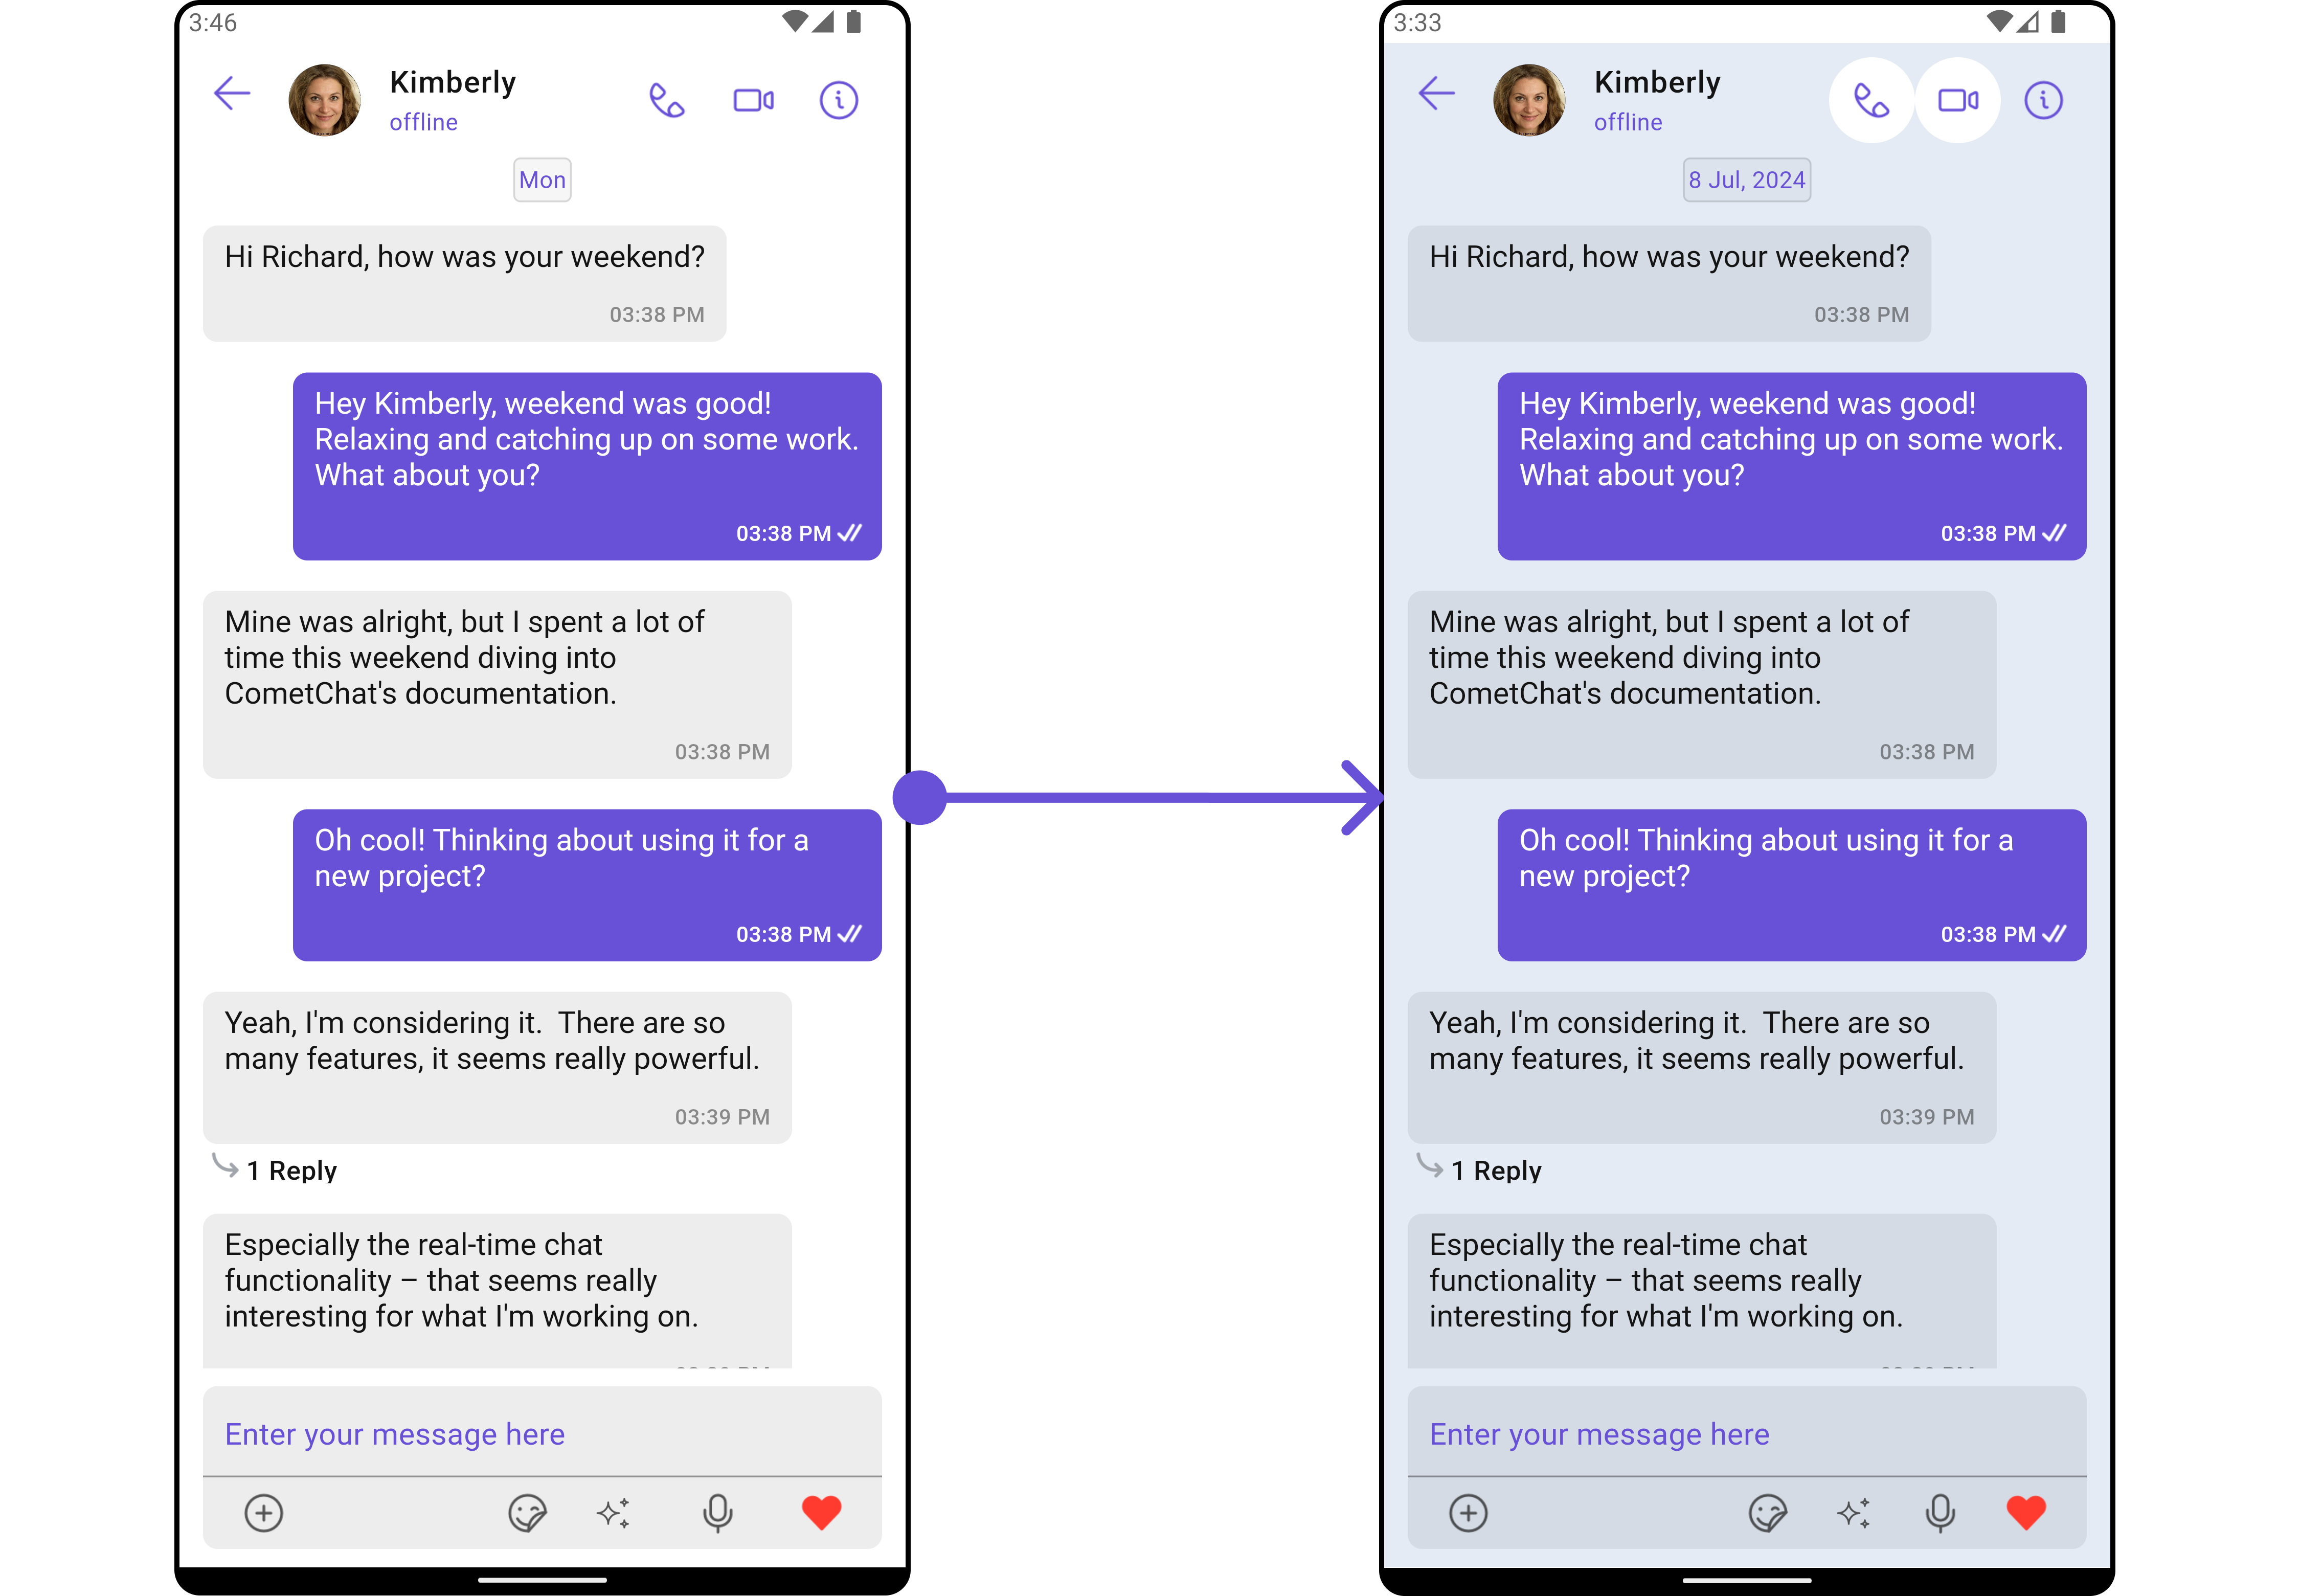 3:46
Kimberly
offline
Mon
Hi Richard, how was your weekend?
03:38 PM
Hey Kimberly, weekend was good!
Relaxing and catching up on some work.
What about you?
03:38 PM
Mine was alright, but I spent a lot of
time this weekend diving into
CometChat's documentation.
03:38 PM
Oh cool! Thinking about using it for a
new project?
03:38 PM
Yeah, I'm considering it.  There are so
many features, it seems really powerful.
03:39 PM
1 Reply
Especially the real-time chat
functionality – that seems really
interesting for what I'm working on.
Enter your message here
3:33
Kimberly
offline
8 Jul, 2024
Hi Richard, how was your weekend?
03:38 PM
Hey Kimberly, weekend was good!
Relaxing and catching up on some work.
What about you?
03:38 PM
Mine was alright, but I spent a lot of
time this weekend diving into
CometChat's documentation.
03:38 PM
Oh cool! Thinking about using it for a
new project?
03:38 PM
Yeah, I'm considering it.  There are so
many features, it seems really powerful.
03:39 PM
1 Reply
Especially the real-time chat
functionality – that seems really
interesting for what I'm working on.
Enter your message here